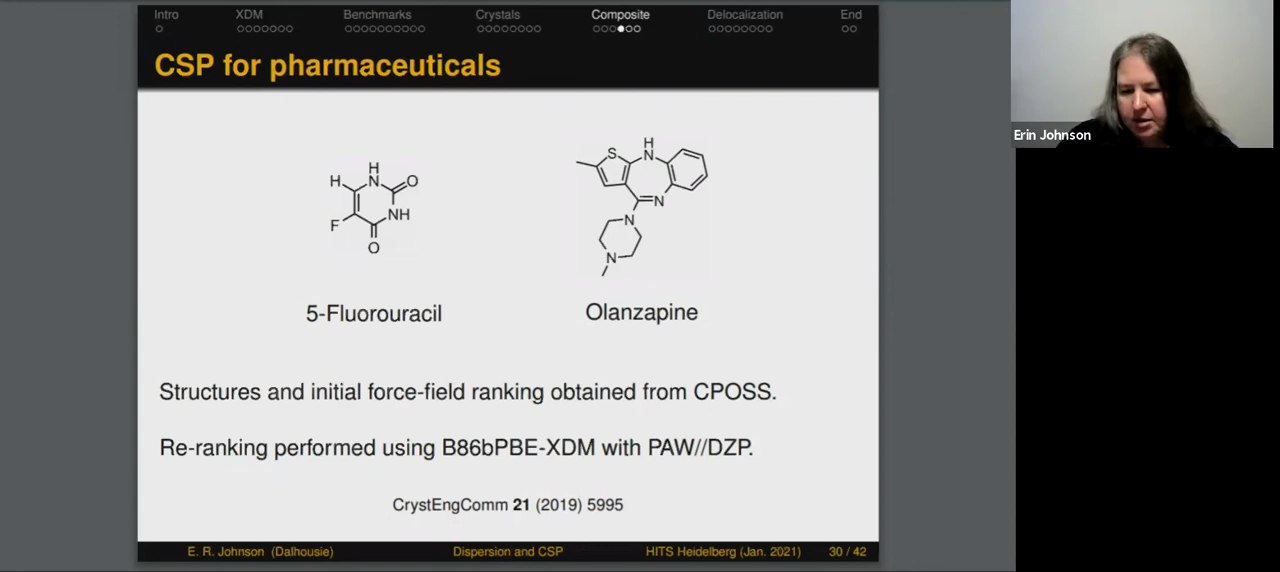 Intro XDM Benchmarks Crystals Composite Delocalization End
CSP for pharmaceuticals
H
H N O
NH
F
O
H
S N
N
N
N
5-Fluorouracil Olanzapine
Structures and initial force-field ranking obtained from CPOSS.
Re-ranking performed using B86bPBE-XDM with PAW//DZP.
CrystEngComm 21 (2019) 5995
E. R. Johnson (Dalhousie) Dispersion and CSP HITS Heidelberg (Jan. 2021) 30 / 42
Erin Johnson